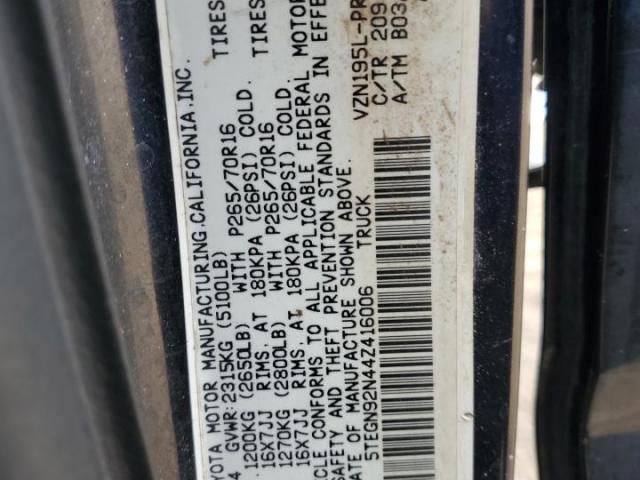 YOTA MOTOR MANUFACTURING, CALIFORNIA, INC.
4 GVWR: 2315KG (5100LB)
1200KG (2650LB) WITH P265/70R16 TIRES
16X7JJ RIMS, AT 180KPA (26PSI) COLD.
1270KG (2800LB) WITH P265/70R16 TIRES
16X7JJ RIMS, AT 180KPA (26PSI) COLD.
ICLE CONFORMS TO ALL APPLICABLE FEDERAL MOTOR
SAFETY AND THEFT PREVENTION STANDARDS IN EFFE
ATE OF MANUFACTURE SHOWN ABOVE.
5TEGN92N44Z416006 TRUCK
VZN195L-PR
C/TR 209
A/TM B03